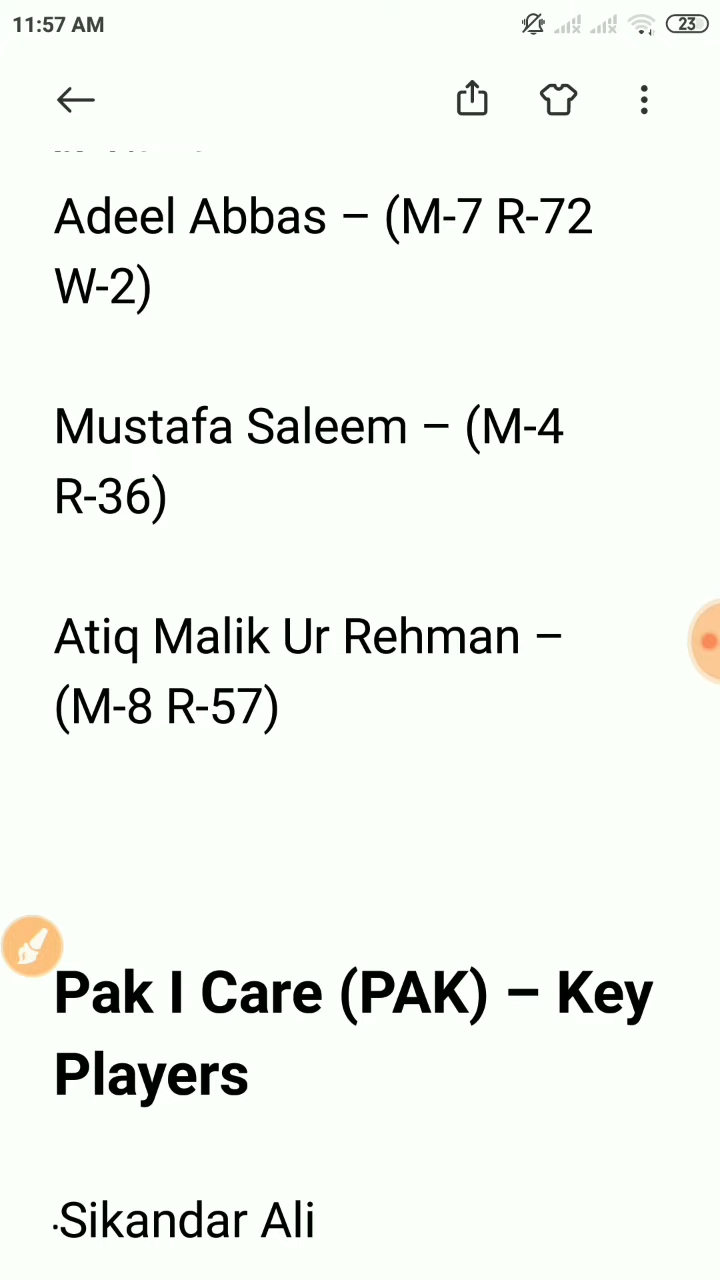 11:57 AM
23
Adeel Abbas – (M-7 R-72
W-2)
Mustafa Saleem – (M-4
R-36)
Atiq Malik Ur Rehman –
(M-8 R-57)
Pak I Care (PAK) – Key
Players
·Sikandar Ali